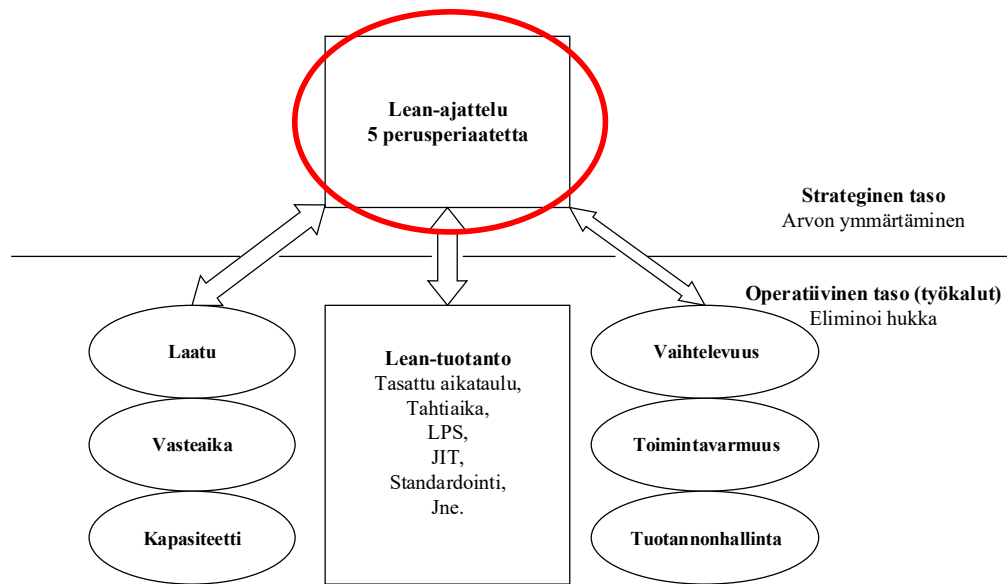 Lean-ajattelu
5 perusperiaatetta
Strateginen taso
Arvon ymmärtäminen
Operatiivinen taso (työkalut)
Eliminoi hukka
Laatu
Vasteaika
Kapasiteetti
Lean-tuotanto
Tasattu aikataulu,
Tahtiaika,
LPS,
JIT,
Standardointi,
Jne.
Vaihtelevuus
Toimintavarmuus
Tuotannonhallinta